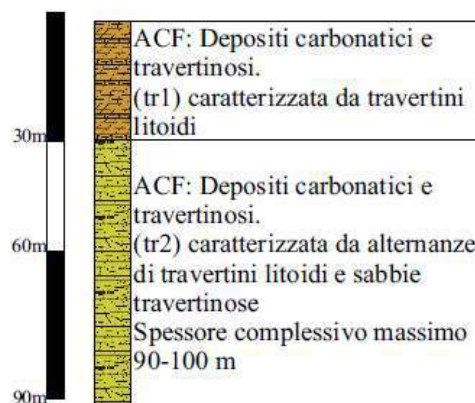 ACF: Depositi carbonatici e
travertinosi.
(tr1) caratterizzata da travertini
litoidi
30m
ACF: Depositi carbonatici e
travertinosi.
(tr2) caratterizzata da alternanze
di travertini litoidi e sabbie
travertinose
Spessore complessivo massimo
90-100 m
60m
90m